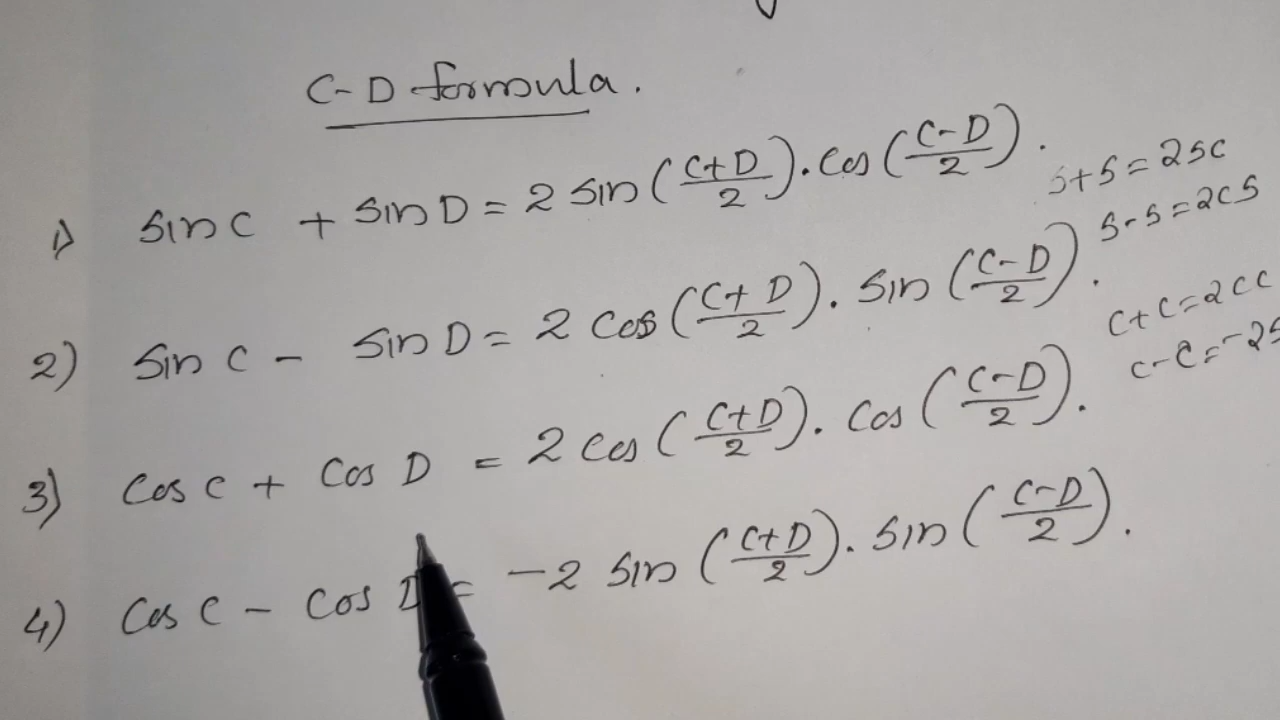 C-D formula.
1) sin C + sin D = 2 sin (C+D/2) . cos (C-D/2) .
s+s = 2sc
s-s = 2cs
2) sin C - sin D = 2 cos (C+D/2) . sin (C-D/2) .
c+c = 2cc
c-c = -2s
3) cos C + cos D = 2 cos (C+D/2) . cos (C-D/2) .
4) cos C - cos D = -2 sin (C+D/2) . sin (C-D/2) .